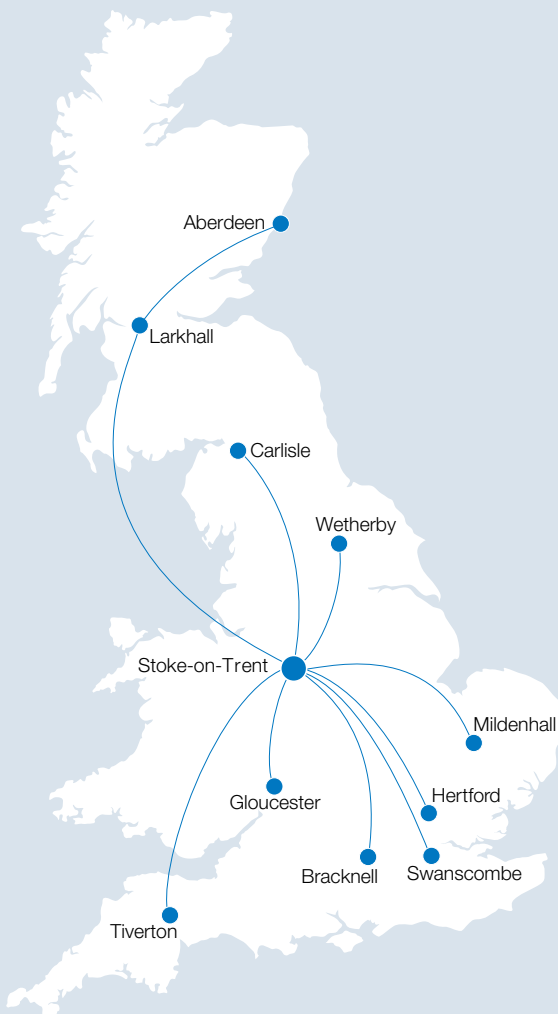 Aberdeen
Larkhall
Carlisle
Wetherby
Stoke-on-Trent
Mildenhall
Hertford
Gloucester
Swanscombe
Bracknell
Tiverton